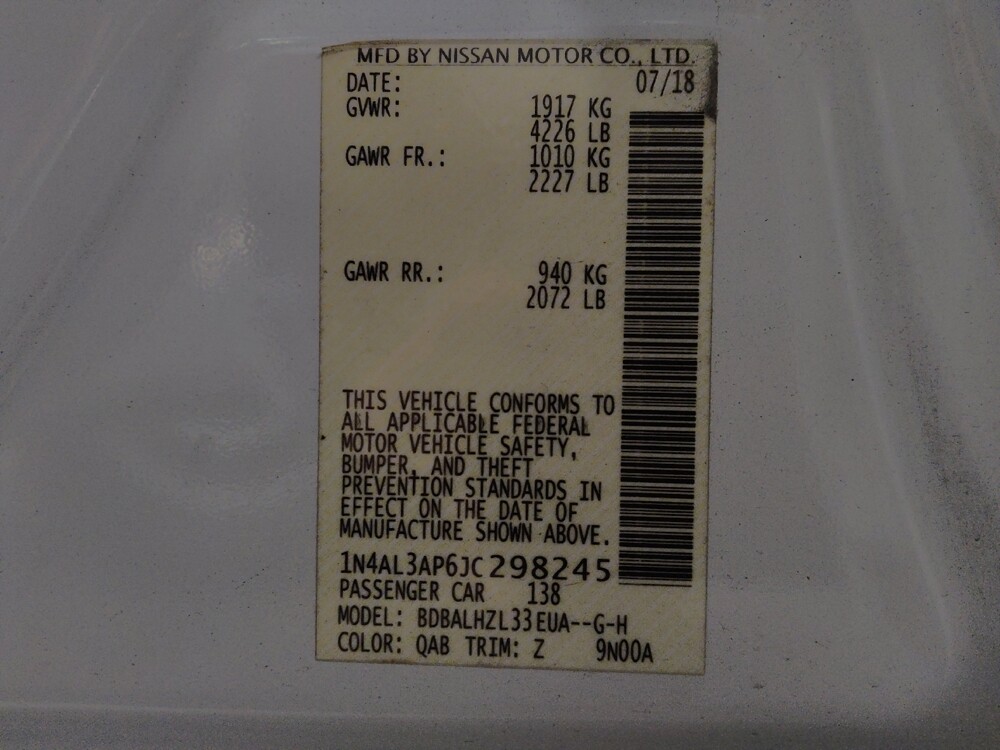 MFD BY NISSAN MOTOR CO., LTD.
DATE: 07/18
GVWR: 1917 KG
4226 LB
GAWR FR.: 1010 KG
2227 LB
GAWR RR.: 940 KG
2072 LB
THIS VEHICLE CONFORMS TO
ALL APPLICABLE FEDERAL
MOTOR VEHICLE SAFETY,
BUMPER, AND THEFT
PREVENTION STANDARDS IN
EFFECT ON THE DATE OF
MANUFACTURE SHOWN ABOVE.
1N4AL3AP6JC298245
PASSENGER CAR 138
MODEL: BDBALHZL33EUA--G-H
COLOR: QAB TRIM: Z 9N00A